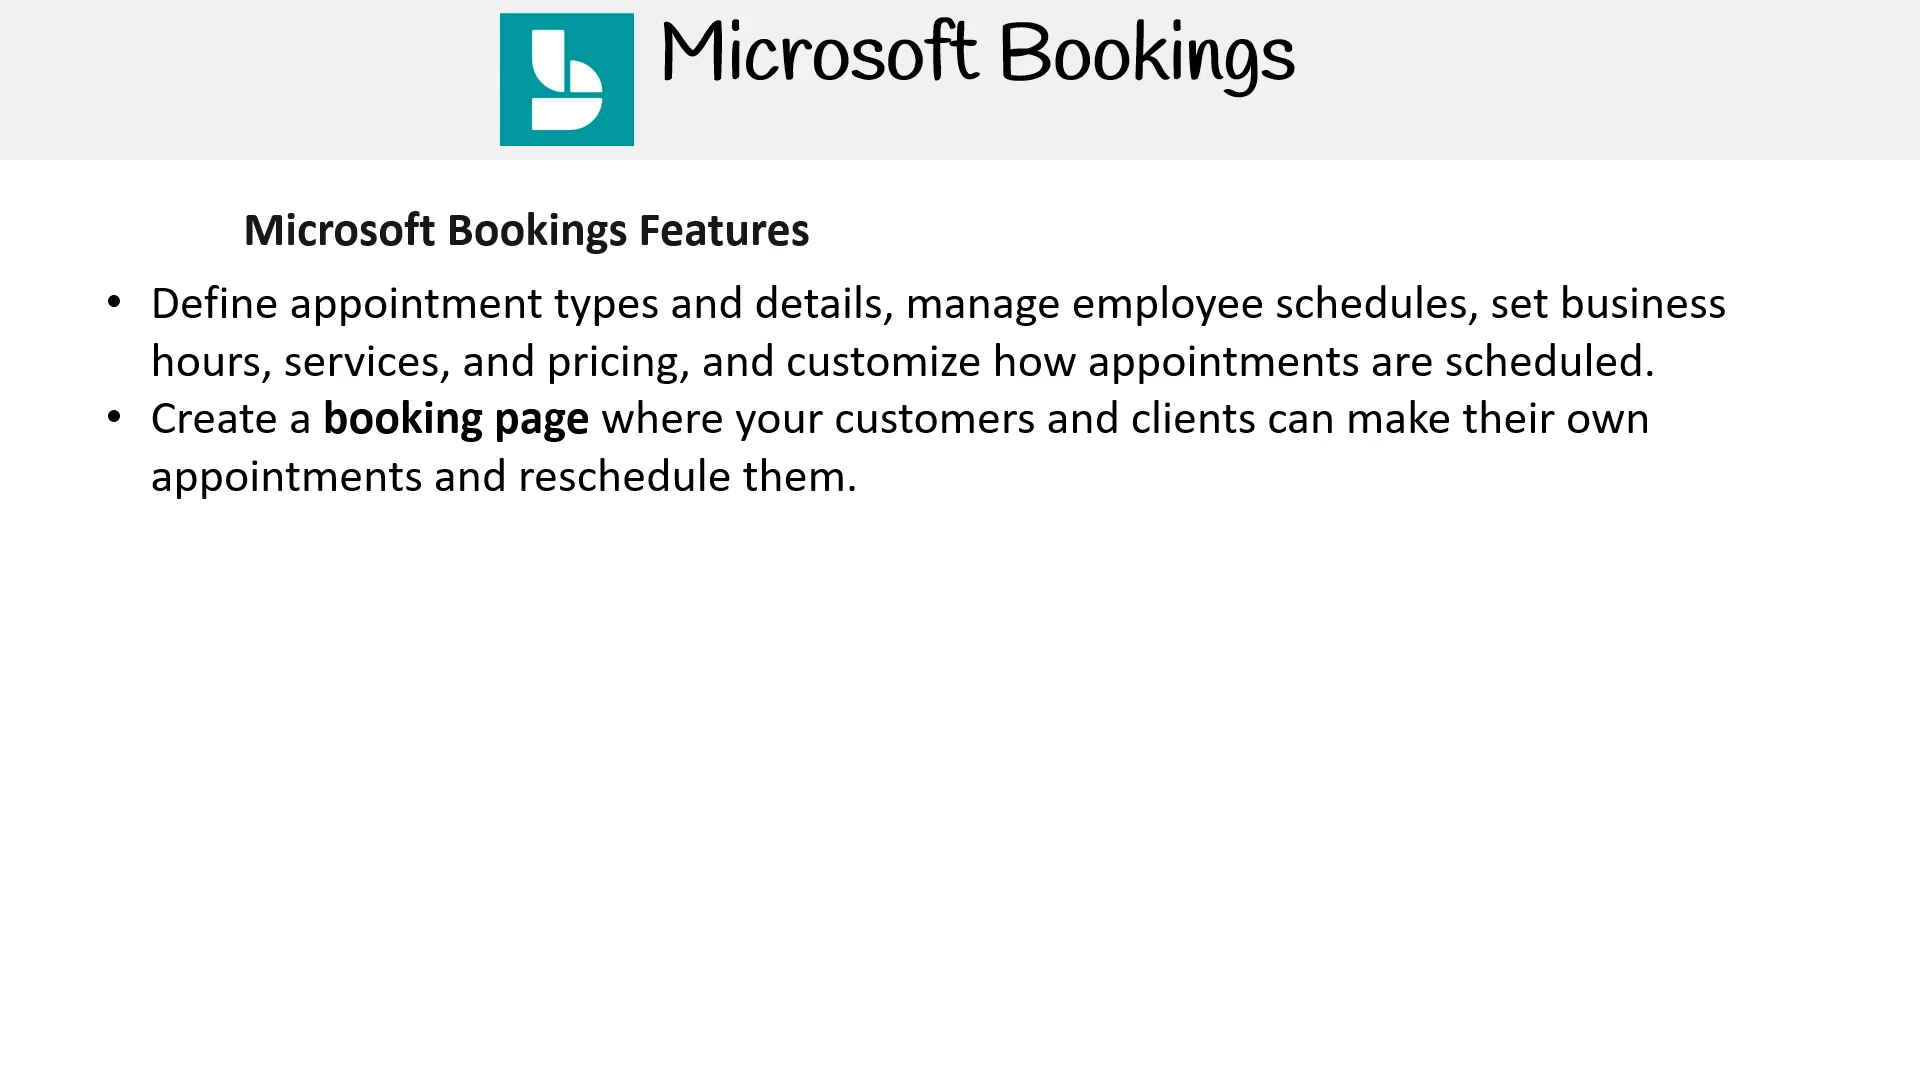 Microsoft Bookings
Microsoft Bookings Features
• Define appointment types and details, manage employee schedules, set business
hours, services, and pricing, and customize how appointments are scheduled.
• Create a booking page where your customers and clients can make their own
appointments and reschedule them.